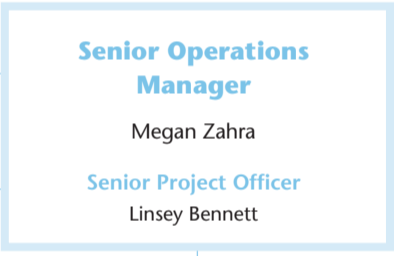 Senior Operations
Manager
Megan Zahra
Senior Project Officer
Linsey Bennett